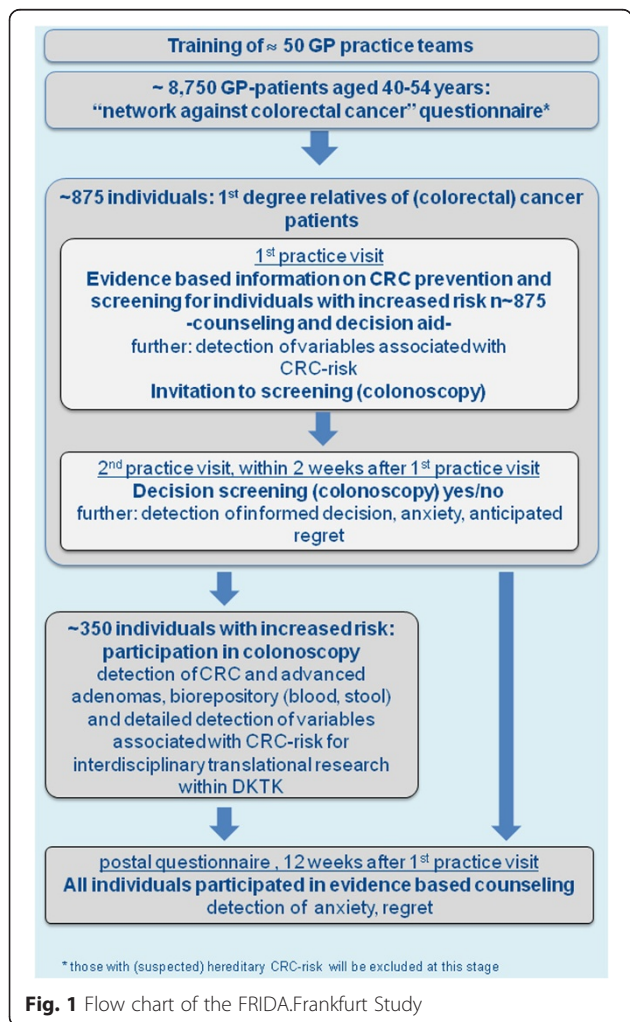 Training of ≈ 50 GP practice teams
~ 8,750 GP-patients aged 40-54 years:
“network against colorectal cancer” questionnaire*
~875 individuals: 1st degree relatives of (colorectal) cancer
patients
1st practice visit
Evidence based information on CRC prevention and
screening for individuals with increased risk n~875
-counseling and decision aid-
further: detection of variables associated with
CRC-risk
Invitation to screening (colonoscopy)
2nd practice visit, within 2 weeks after 1st practice visit
Decision screening (colonoscopy) yes/no
further: detection of informed decision, anxiety, anticipated
regret
~350 individuals with increased risk:
participation in colonoscopy
detection of CRC and advanced
adenomas, biorepository (blood, stool)
and detailed detection of variables
associated with CRC-risk for
interdisciplinary translational research
within DKTK
postal questionnaire , 12 weeks after 1st practice visit
All individuals participated in evidence based counseling
detection of anxiety, regret
* those with (suspected) hereditary CRC-risk will be excluded at this stage
Fig. 1 Flow chart of the FRIDA.Frankfurt Study